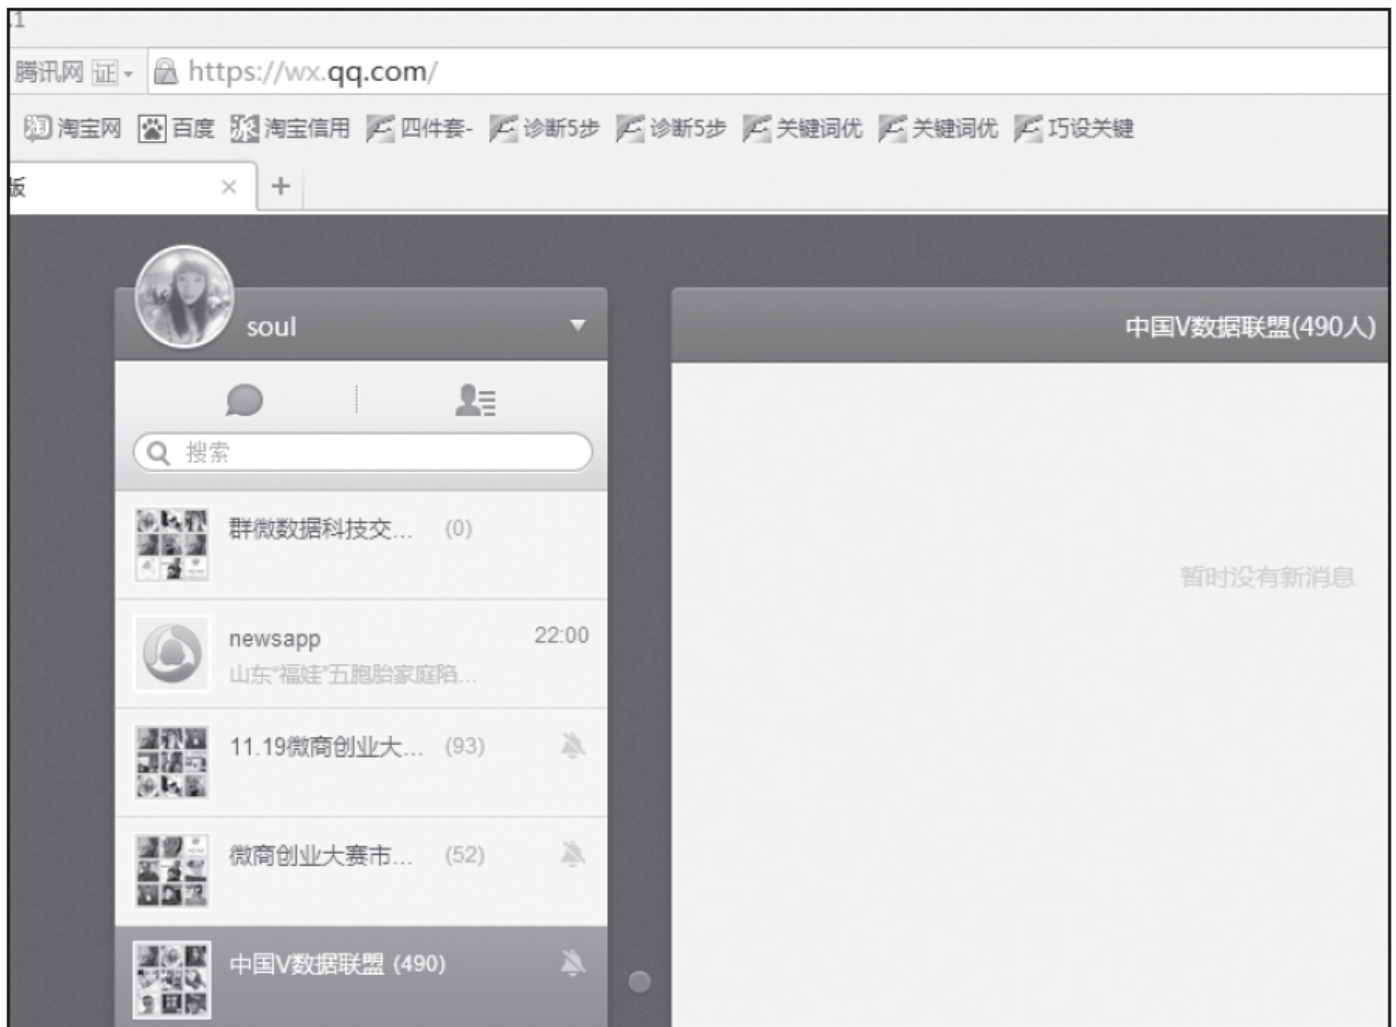 .1
腾讯网 证 https://wx.qq.com/
淘 淘宝网 百度 淘宝信用 四件套- 诊断5步 诊断5步 关键词优 关键词优 巧设关键
版 × +
soul
中国V数据联盟(490人)
搜索
群微数据科技交... (0)
暂时没有新消息
newsapp 22:00
山东“福娃”五胞胎家庭陷...
11.19微商创业大... (93)
微商创业大赛市... (52)
中国V数据联盟 (490)